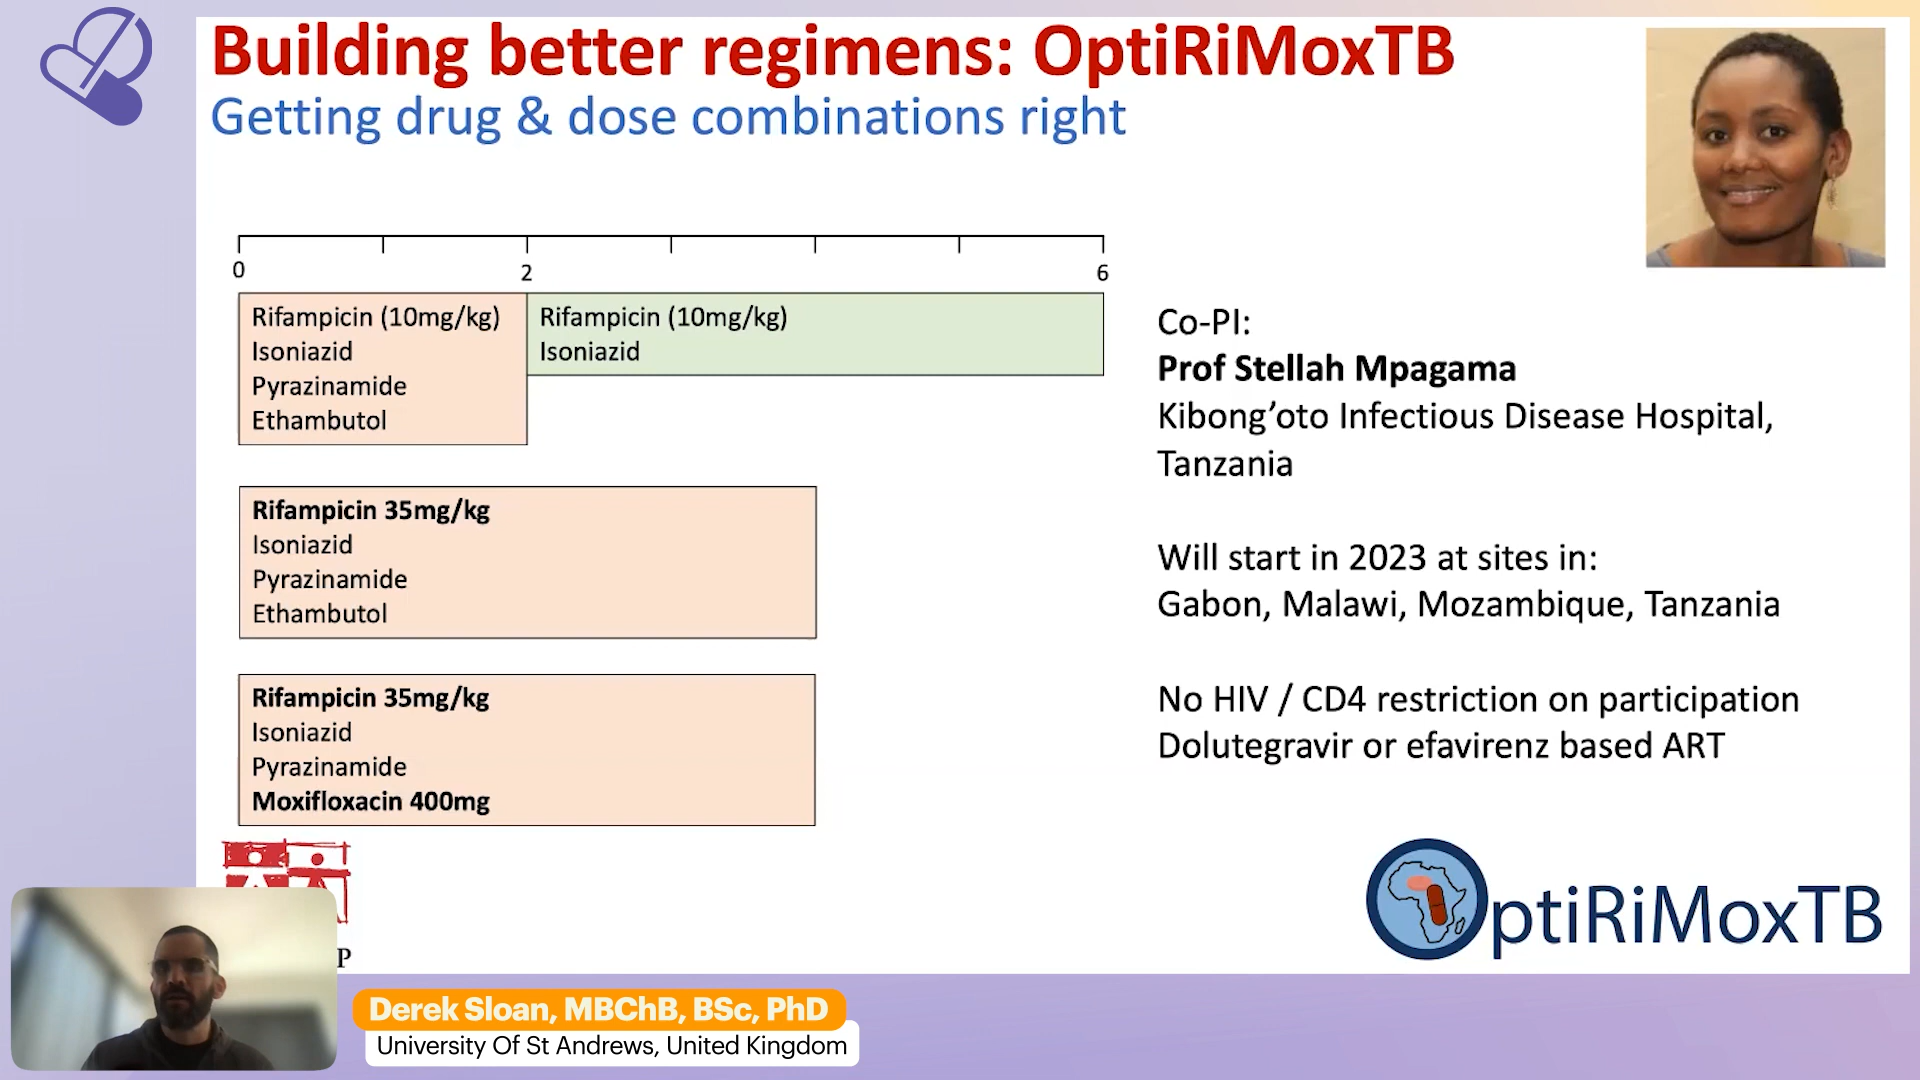 Building better regimens: OptiRiMoxTB
Getting drug & dose combinations right
0
2
6
Rifampicin (10mg/kg)
Isoniazid
Pyrazinamide
Ethambutol
Rifampicin (10mg/kg)
Isoniazid
Rifampicin 35mg/kg
Isoniazid
Pyrazinamide
Ethambutol
Rifampicin 35mg/kg
Isoniazid
Pyrazinamide
Moxifloxacin 400mg
Co-PI:
Prof Stellah Mpagama
Kibong’oto Infectious Disease Hospital,
Tanzania
Will start in 2023 at sites in:
Gabon, Malawi, Mozambique, Tanzania
No HIV / CD4 restriction on participation
Dolutegravir or efavirenz based ART
OptiRiMoxTB
P
Derek Sloan, MBChB, BSc, PhD
University Of St Andrews, United Kingdom